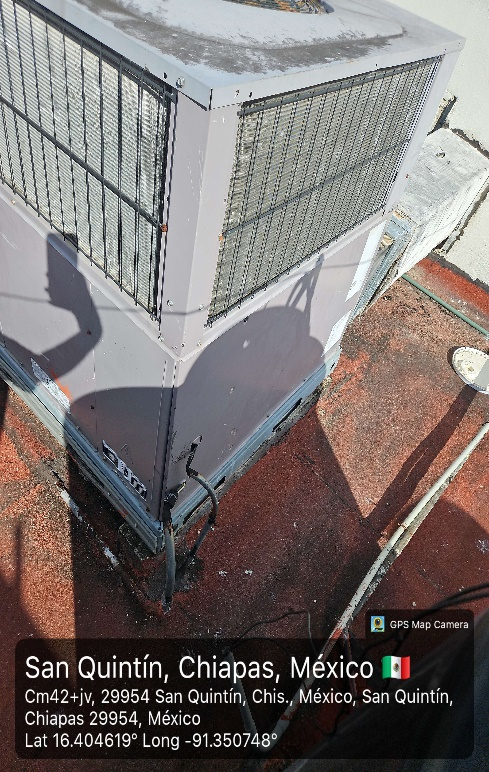 GPS Map Camera
San Quintín, Chiapas, México
Cm42+jv, 29954 San Quintín, Chis., México, San Quintín,
Chiapas 29954, México
Lat 16.404619° Long -91.350748°